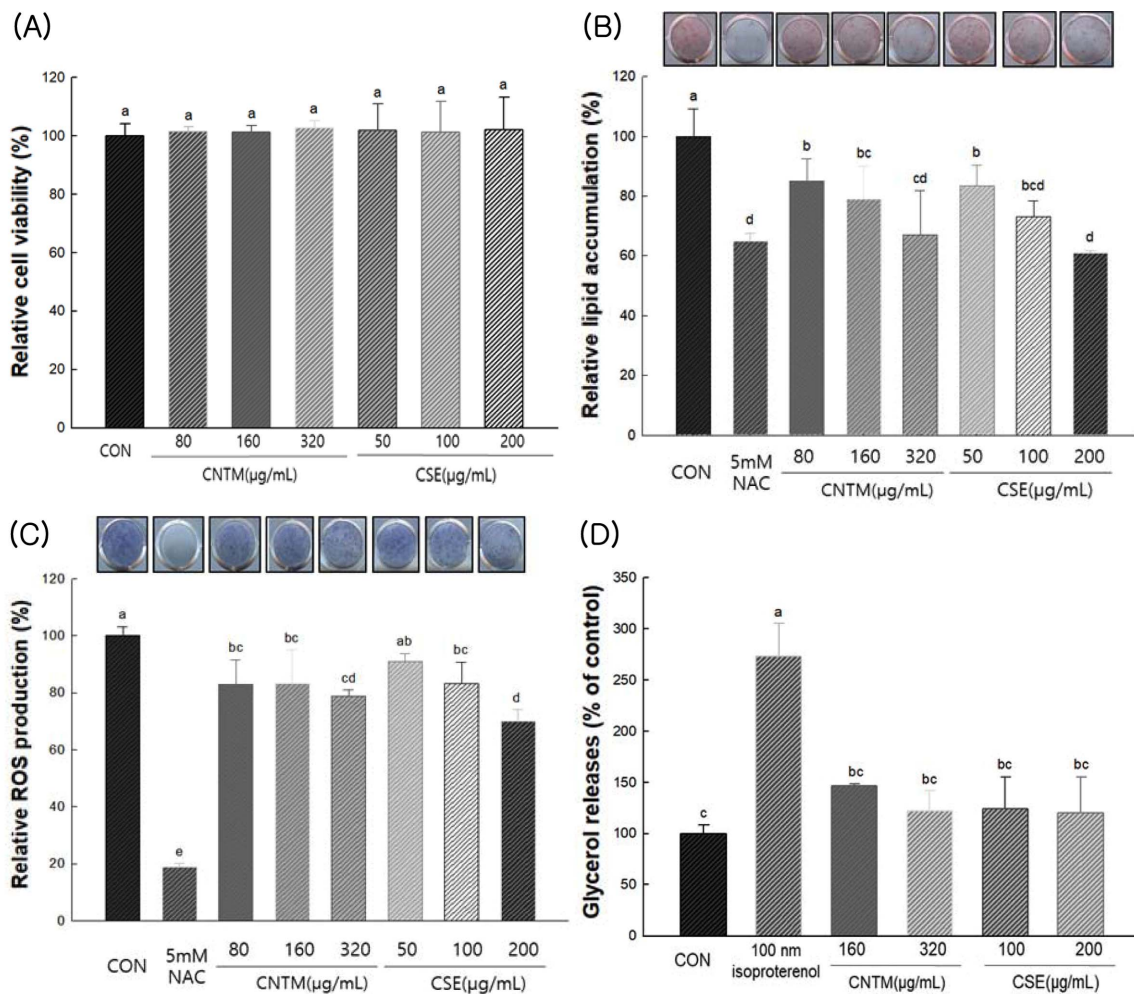 (A)
Relative cell viability (%)
120
100
80
60
40
20
0
a a a a a a a
CON 80 160 320 50 100 200
CNTM(µg/mL) CSE(µg/mL)
(B)
Relative lipid accumulation (%)
120
100
80
60
40
20
0
a d b bc cd b bcd d
CON 5mM NAC 80 160 320 50 100 200
CNTM(µg/mL) CSE(µg/mL)
(C)
Relative ROS production (%)
120
100
80
60
40
20
0
a e bc bc cd ab bc d
CON 5mM NAC 80 160 320 50 100 200
CNTM(µg/mL) CSE(µg/mL)
(D)
Glycerol releases (% of control)
350
300
250
200
150
100
50
0
c a bc bc bc bc
CON 100 nm isoproterenol 160 320 100 200
CNTM(µg/mL) CSE(µg/mL)